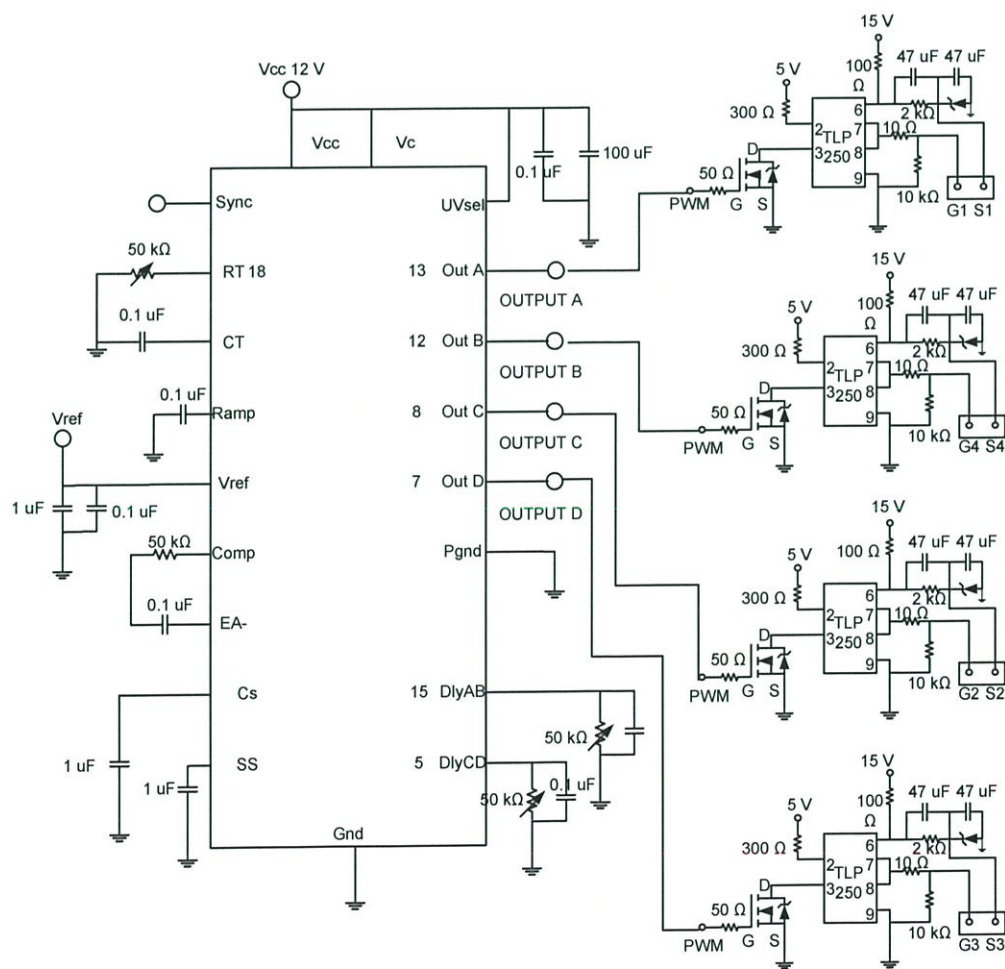 Vcc 12 V
Vcc
Vc
0.1 uF
100 uF
Sync
UVsel
50 kΩ
RT 18
13 Out A
OUTPUT A
0.1 uF
CT
12 Out B
OUTPUT B
0.1 uF
Ramp
8 Out C
OUTPUT C
Vref
Vref
7 Out D
OUTPUT D
1 uF
0.1 uF
50 kΩ
Comp
Pgnd
0.1 uF
EA-
Cs
15 DlyAB
50 kΩ
1 uF
SS
1 uF
5 DlyCD
0.1 uF
50 kΩ
Gnd
15 V
47 uF
47 uF
5 V
100
Ω
300 Ω
6
2 kΩ
2
TLP
7
10 Ω
3
250
8
D
50 Ω
9
10 kΩ
PWM
G
S
G1
S1
15 V
47 uF
47 uF
5 V
100
Ω
300 Ω
6
2 kΩ
2
TLP
7
10 Ω
3
250
8
D
50 Ω
9
10 kΩ
PWM
G
S
G4
S4
15 V
47 uF
47 uF
5 V
100 Ω
300 Ω
6
2 kΩ
2
TLP
7
10 Ω
3
250
8
D
50 Ω
9
10 kΩ
PWM
G
S
G2
S2
15 V
47 uF
47 uF
5 V
100
Ω
300 Ω
6
2 kΩ
2
TLP
7
10 Ω
3
250
8
D
50 Ω
9
10 kΩ
PWM
G
S
G3
S3